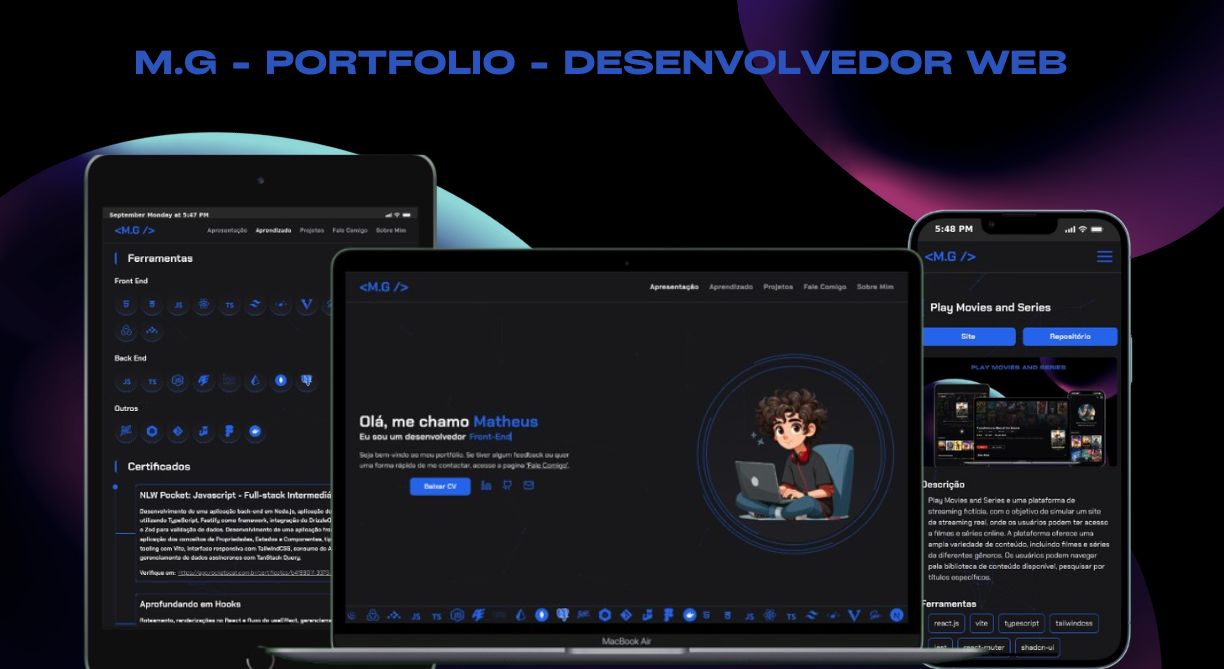 M.G - PORTFOLIO - DESENVOLVEDOR WEB
September Monday at 5:47 PM
<M.G />
Apresentação Aprendizado Projetos Fale Comigo Sobre Mim
Ferramentas
Front End
JS TS
Back End
JS TS
Outros
Certificados
NLW Pocket: Javascript - Full-stack Intermediá
Desenvolvimento de uma aplicação back-end em Node.js, aplicação do
utilizando TypeScript, Fastify como framework, integração do DrizzleO
o Zod para validação de dados. Desenvolvimento de uma aplicação fro
aplicação dos conceitos de Propriedades, Estados e Componentes, tip
tooling com Vite, interface responsiva com TailwindCSS, consumo de A
gerenciamento de dados assíncronos com TanStack Query.
Verifique em:
Aprofundando em Hooks
Roteamento, renderizações no React e fluxo do useEffect, gerenciame
<M.G />
Apresentação Aprendizado Projetos Fale Comigo Sobre Mim
Olá, me chamo Matheus
Eu sou um desenvolvedor Front-End
Seja bem-vindo ao meu portfólio. Se tiver algum feedback ou quer
uma forma rápida de me contactar, acesse a pagina 'Fale Comigo'.
Baixar CV
JS TS JS TS
MacBook Air
5:48 PM
<M.G />
Play Movies and Series
Site Repositório
PLAY MOVIES AND SERIES
Descrição
Play Movies and Series e uma plataforma de
streaming fictícia, com o objetivo de simular um site
de streaming real, onde os usuários podem ter acesso
a filmes e séries online. A plataforma oferece uma
ampla variedade de conteúdo, incluindo filmes e séries
de diferentes gêneros. Os usuários podem navegar
pela biblioteca de conteúdo disponível, pesquisar por
títulos específicos.
Ferramentas
react.js vite typescript tailwindcss
jest react-router shadcn-ui